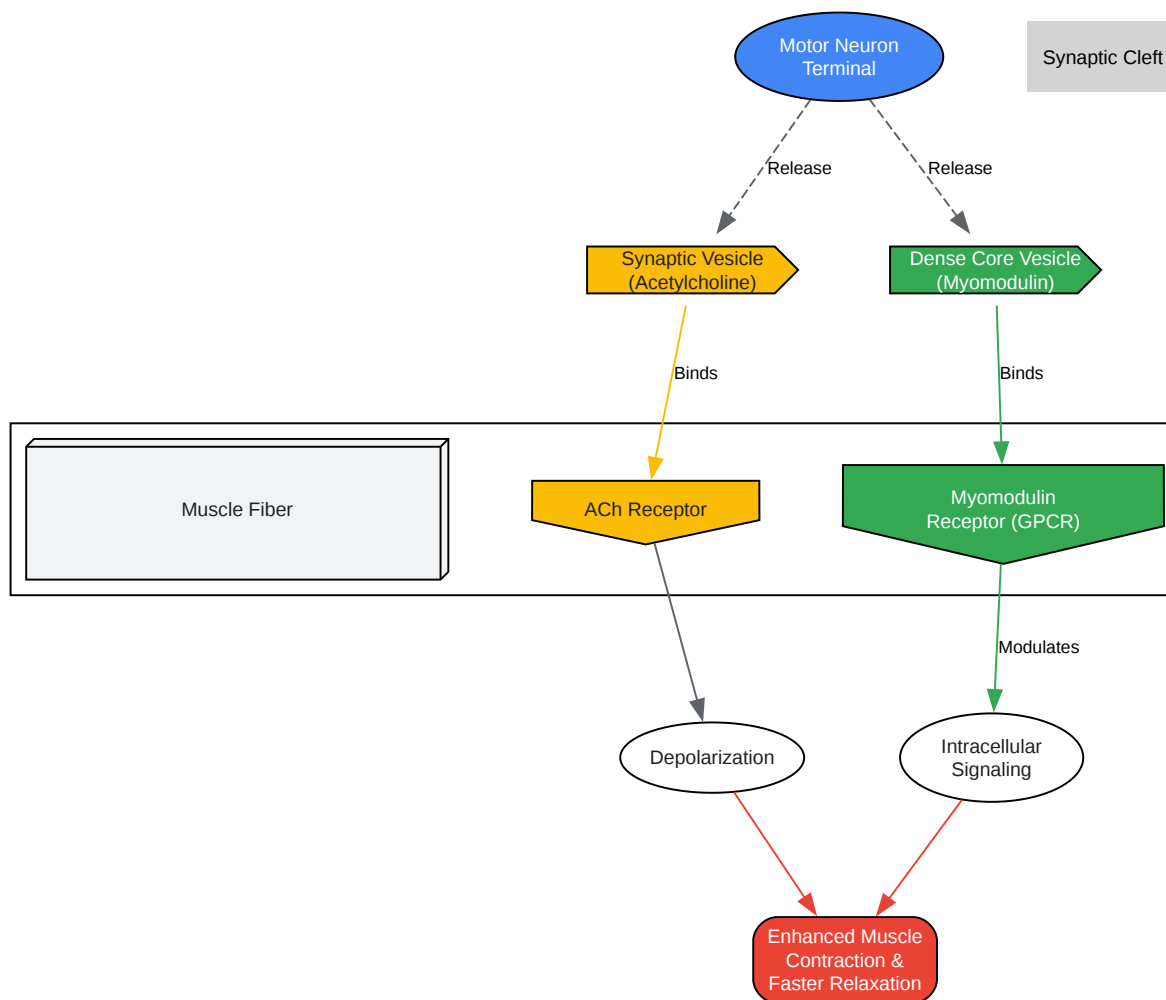 Motor Neuron
Terminal
Synaptic Cleft
Release
Release
Synaptic Vesicle
(Acetylcholine)
Dense Core Vesicle
(Myomodulin)
Binds
Binds
Muscle Fiber
ACh Receptor
Myomodulin
Receptor (GPCR)
Modulates
Depolarization
Intracellular
Signaling
Enhanced Muscle
Contraction &
Faster Relaxation